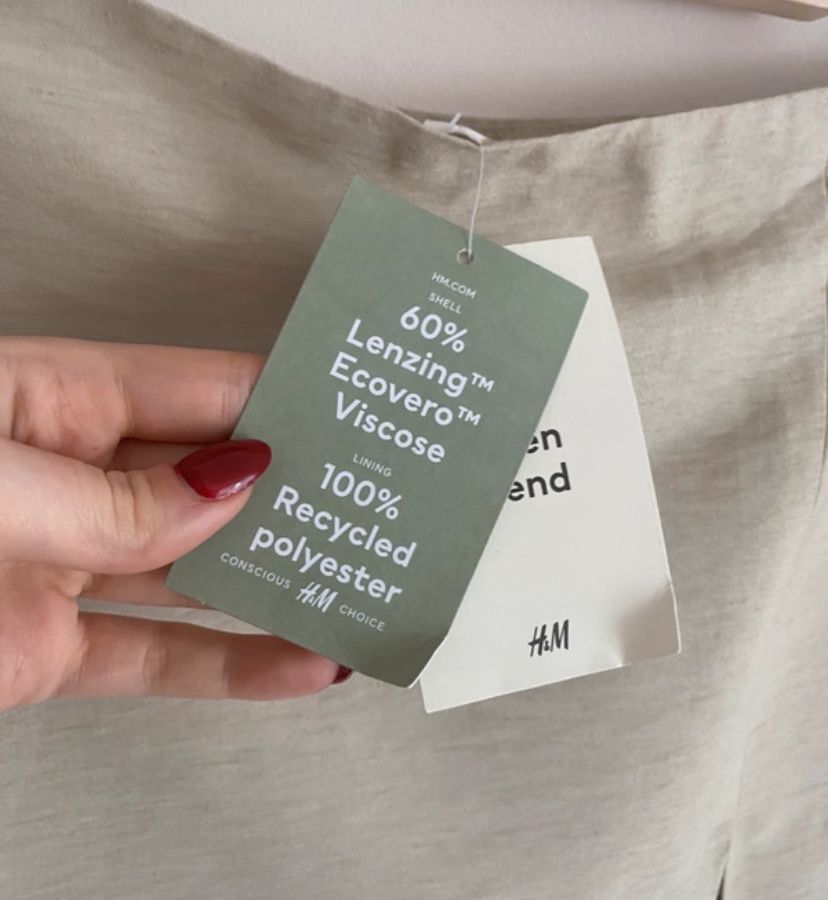 HM.COM
SHELL
60%
Lenzing™
Ecovero™
Viscose
LINING
100%
Recycled
polyester
CONSCIOUS H&M CHOICE
en
end
H&M